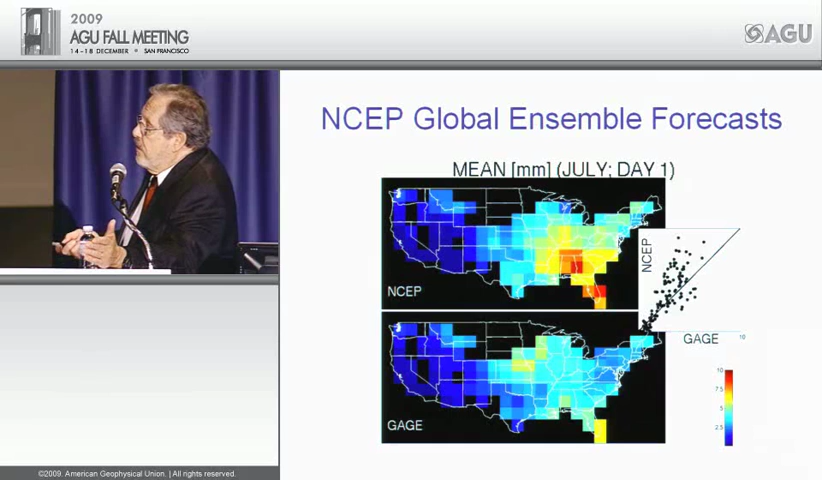 2009
AGU FALL MEETING
14-18 DECEMBER • SAN FRANCISCO
AGU
NCEP Global Ensemble Forecasts
MEAN [mm] (JULY; DAY 1)
NCEP
NCEP
GAGE
10
GAGE
10
7.5
5
2.5
©2009. American Geophysical Union. | All rights reserved.